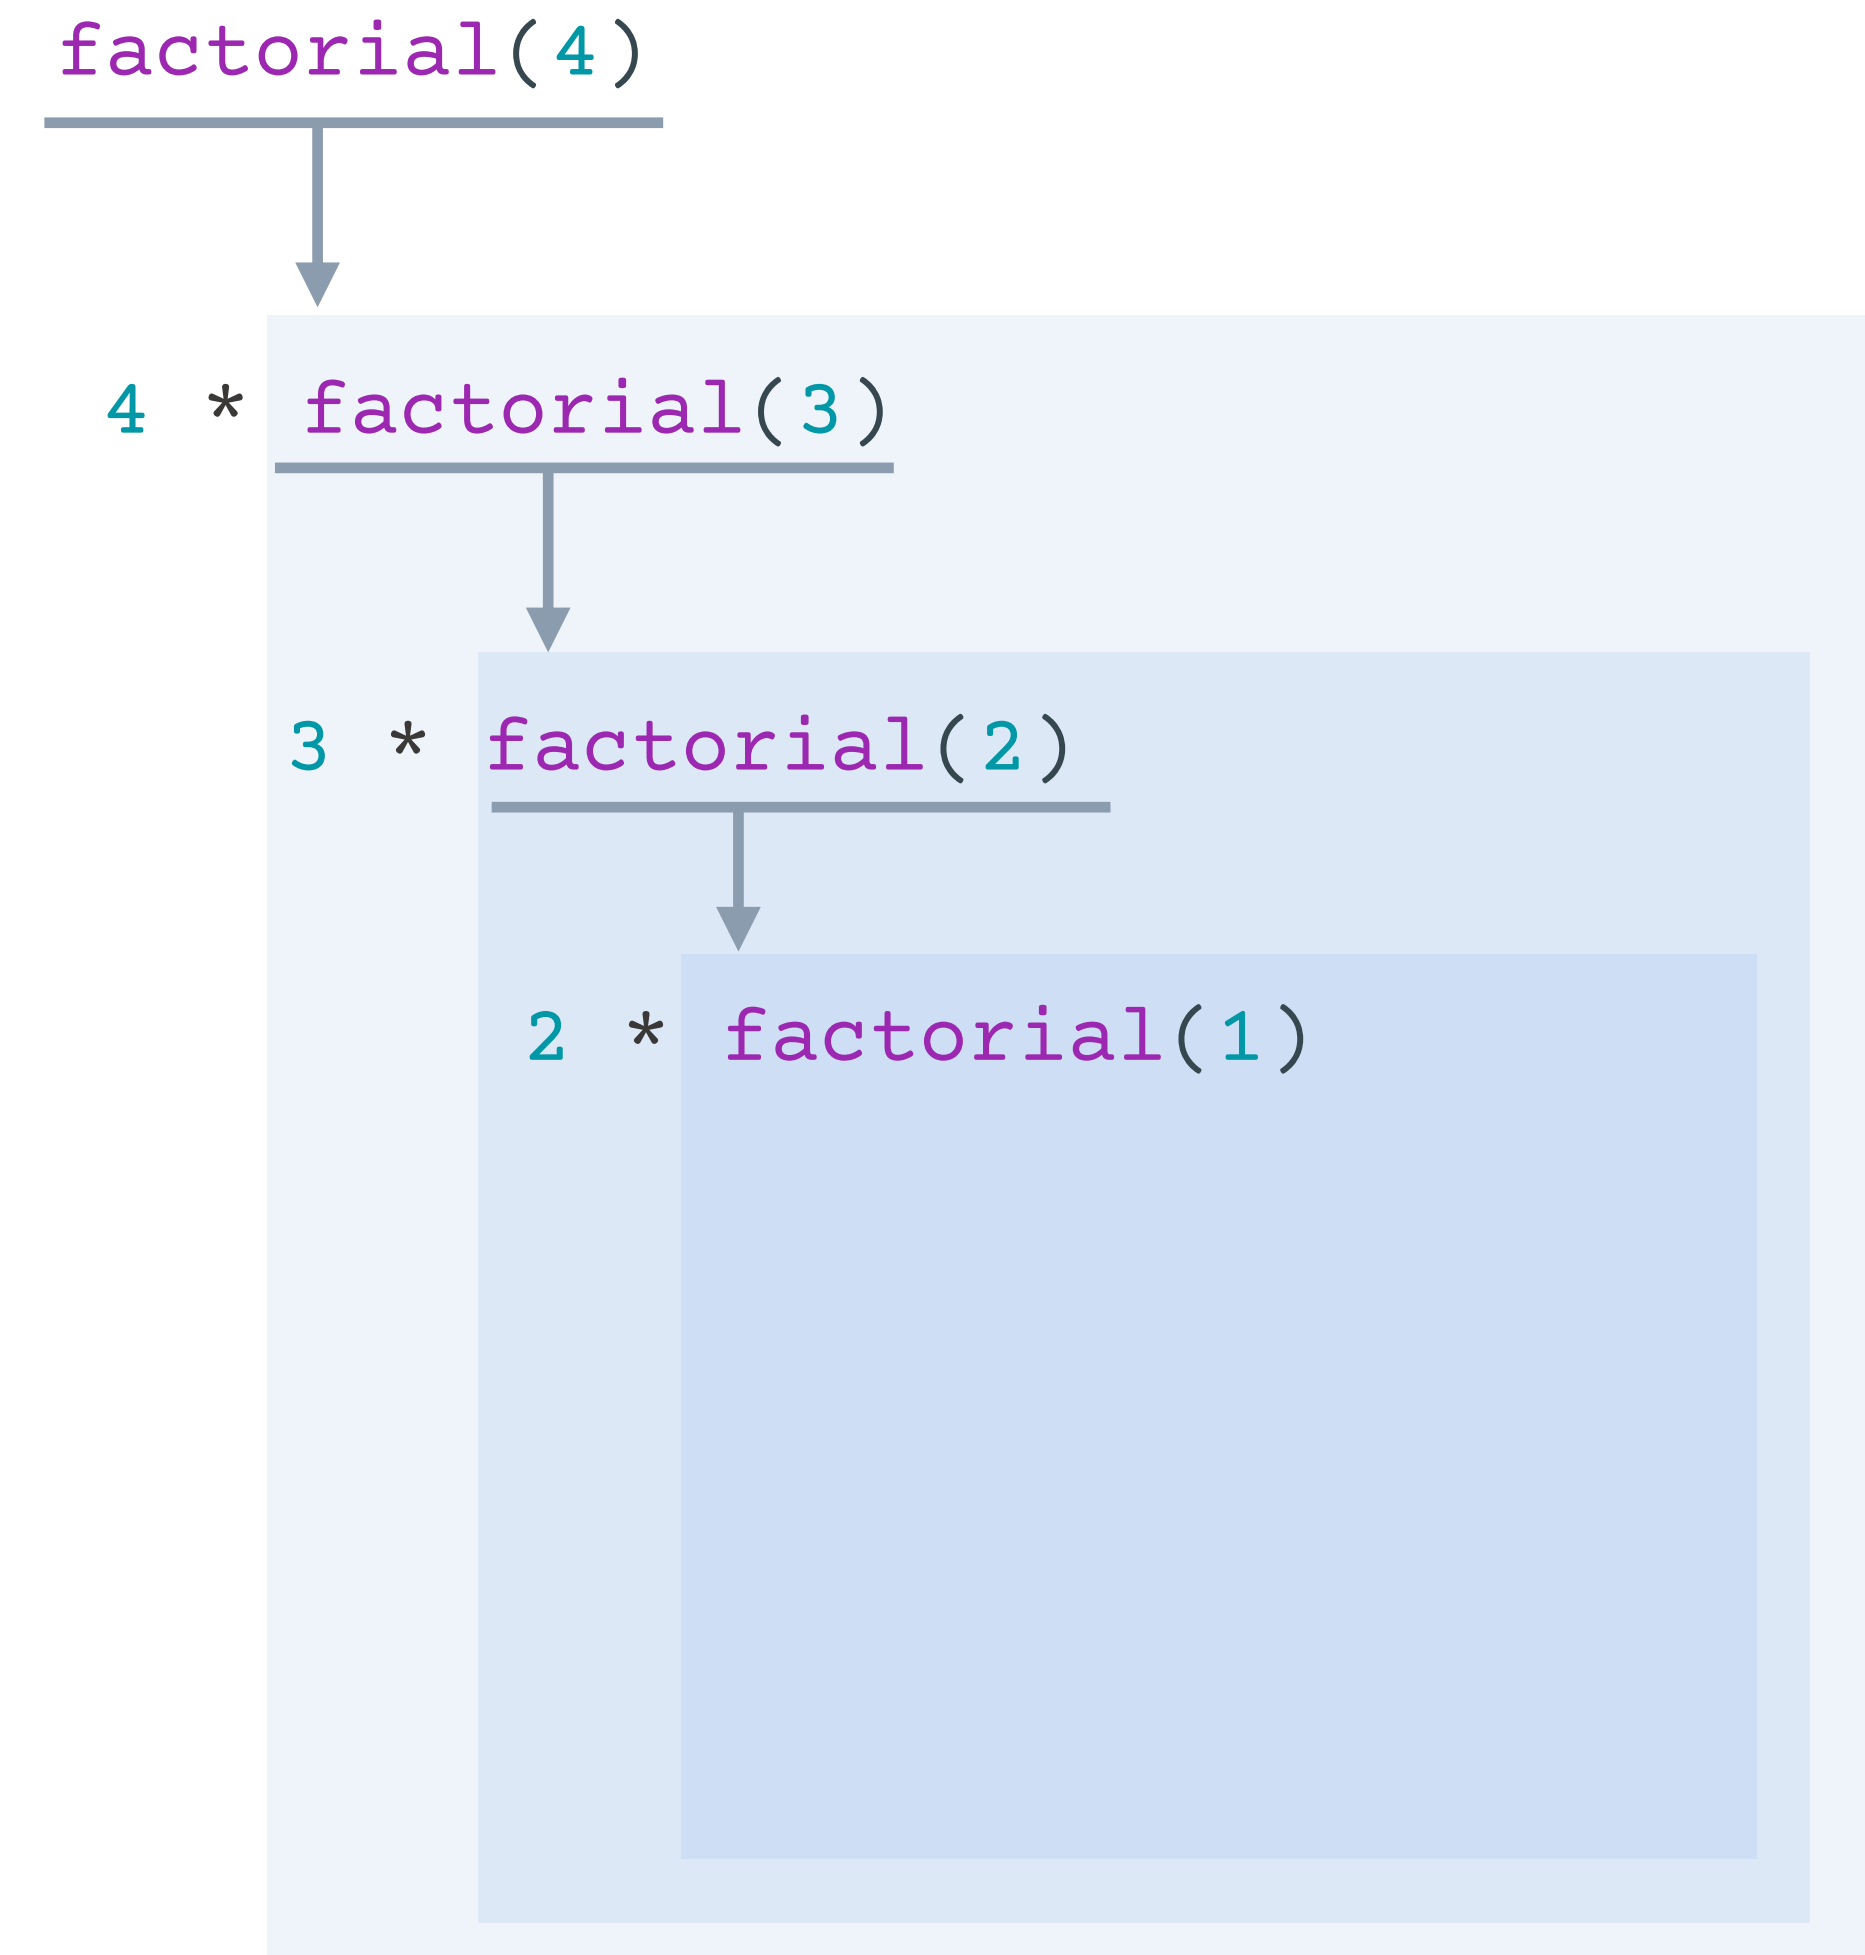 factorial(4)
4 * factorial(3)
3 * factorial(2)
2 * factorial(1)